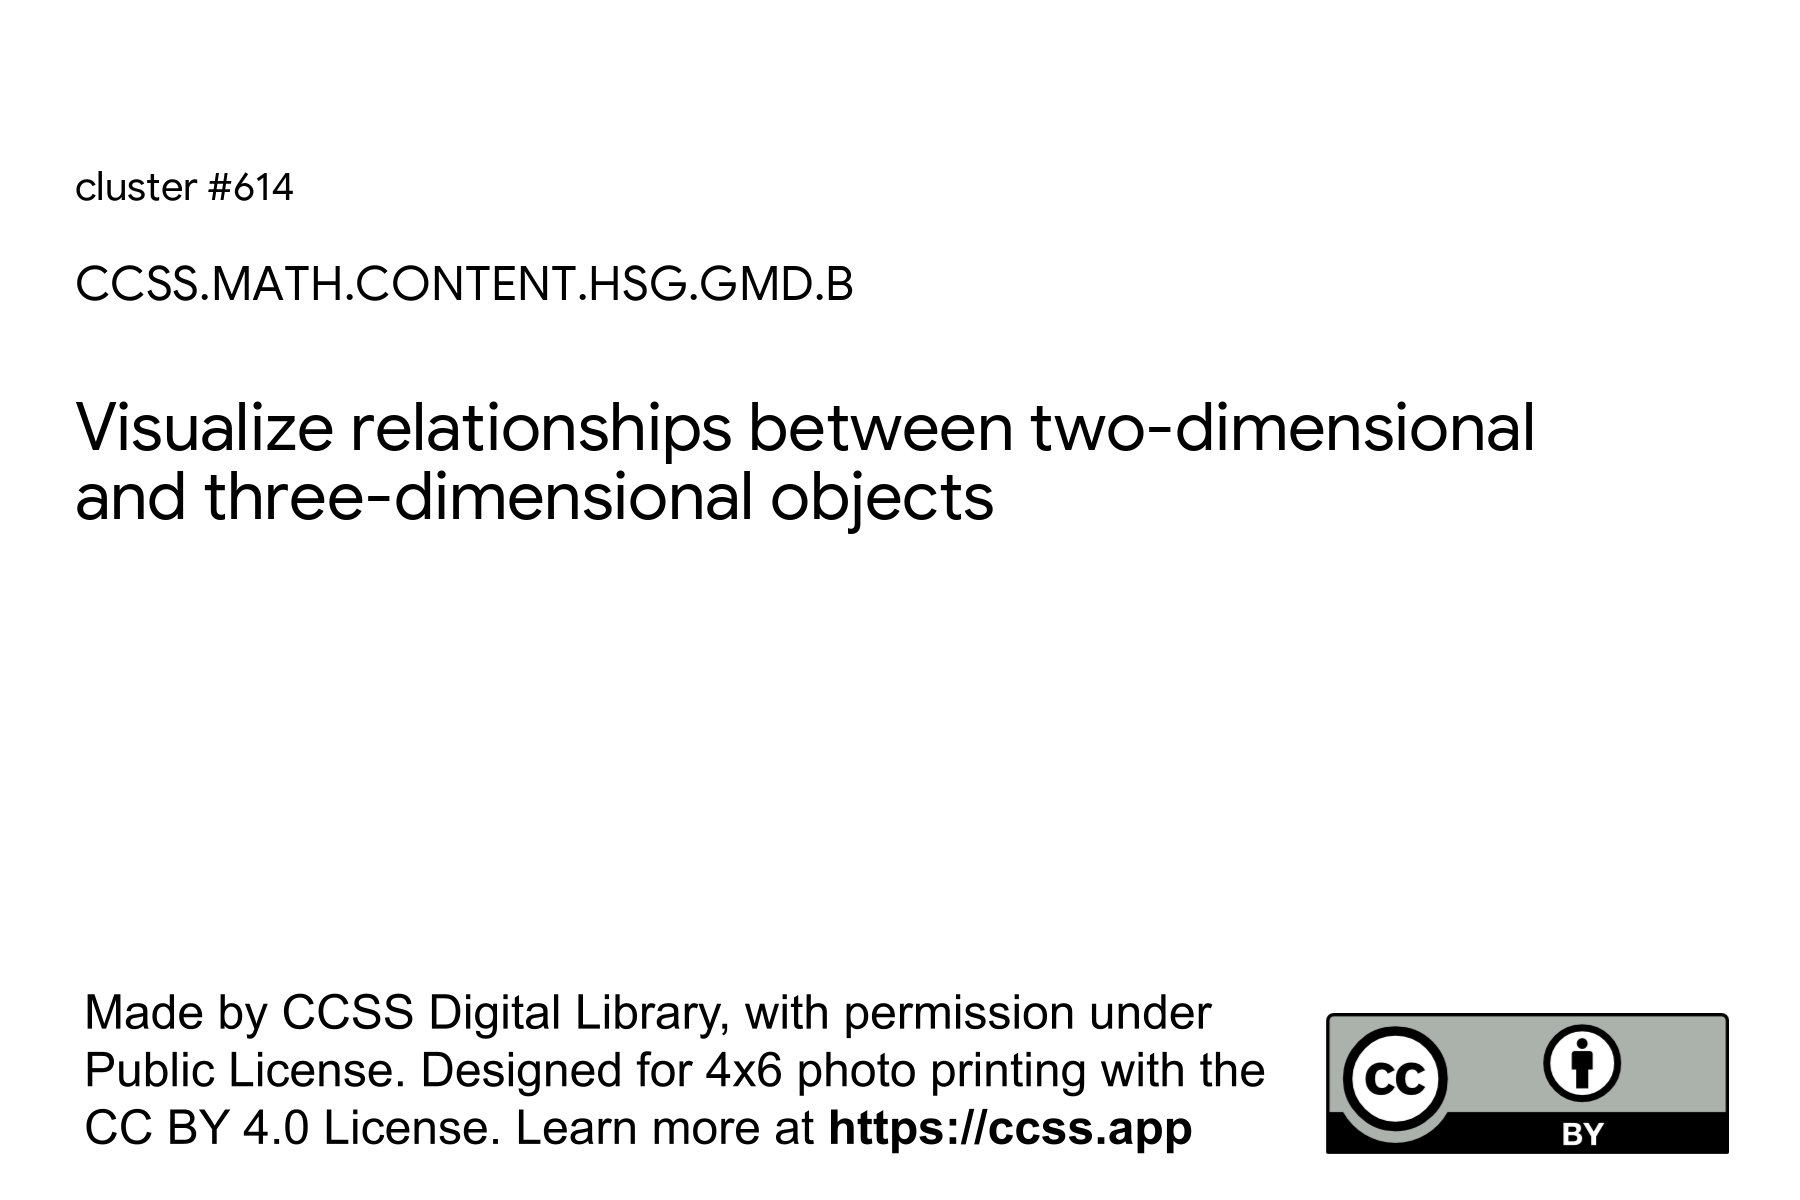 cluster #614
CCSS.MATH.CONTENT.HSG.GMD.B
Visualize relationships between two-dimensional
and three-dimensional objects
Made by CCSS Digital Library, with permission under
Public License. Designed for 4x6 photo printing with the
CC BY 4.0 License. Learn more at https://ccss.app
cc
BY